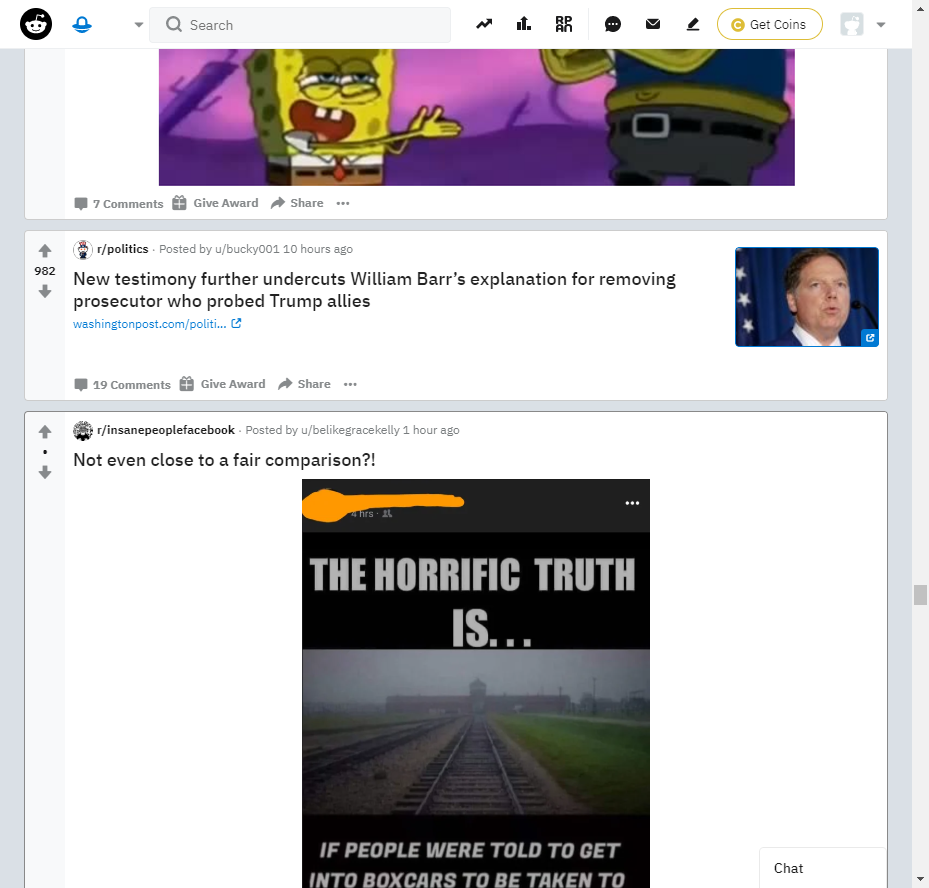 Search
Get Coins
7 Comments
Give Award
Share
r/politics · Posted by u/bucky001 10 hours ago
982
New testimony further undercuts William Barr’s explanation for removing
prosecutor who probed Trump allies
washingtonpost.com/politi...
19 Comments
Give Award
Share
r/insanepeoplefacebook · Posted by u/belikegracekelly 1 hour ago
•
Not even close to a fair comparison?!
4 hrs ·
THE HORRIFIC TRUTH
IS...
IF PEOPLE WERE TOLD TO GET
INTO BOXCARS TO BE TAKEN TO
Chat